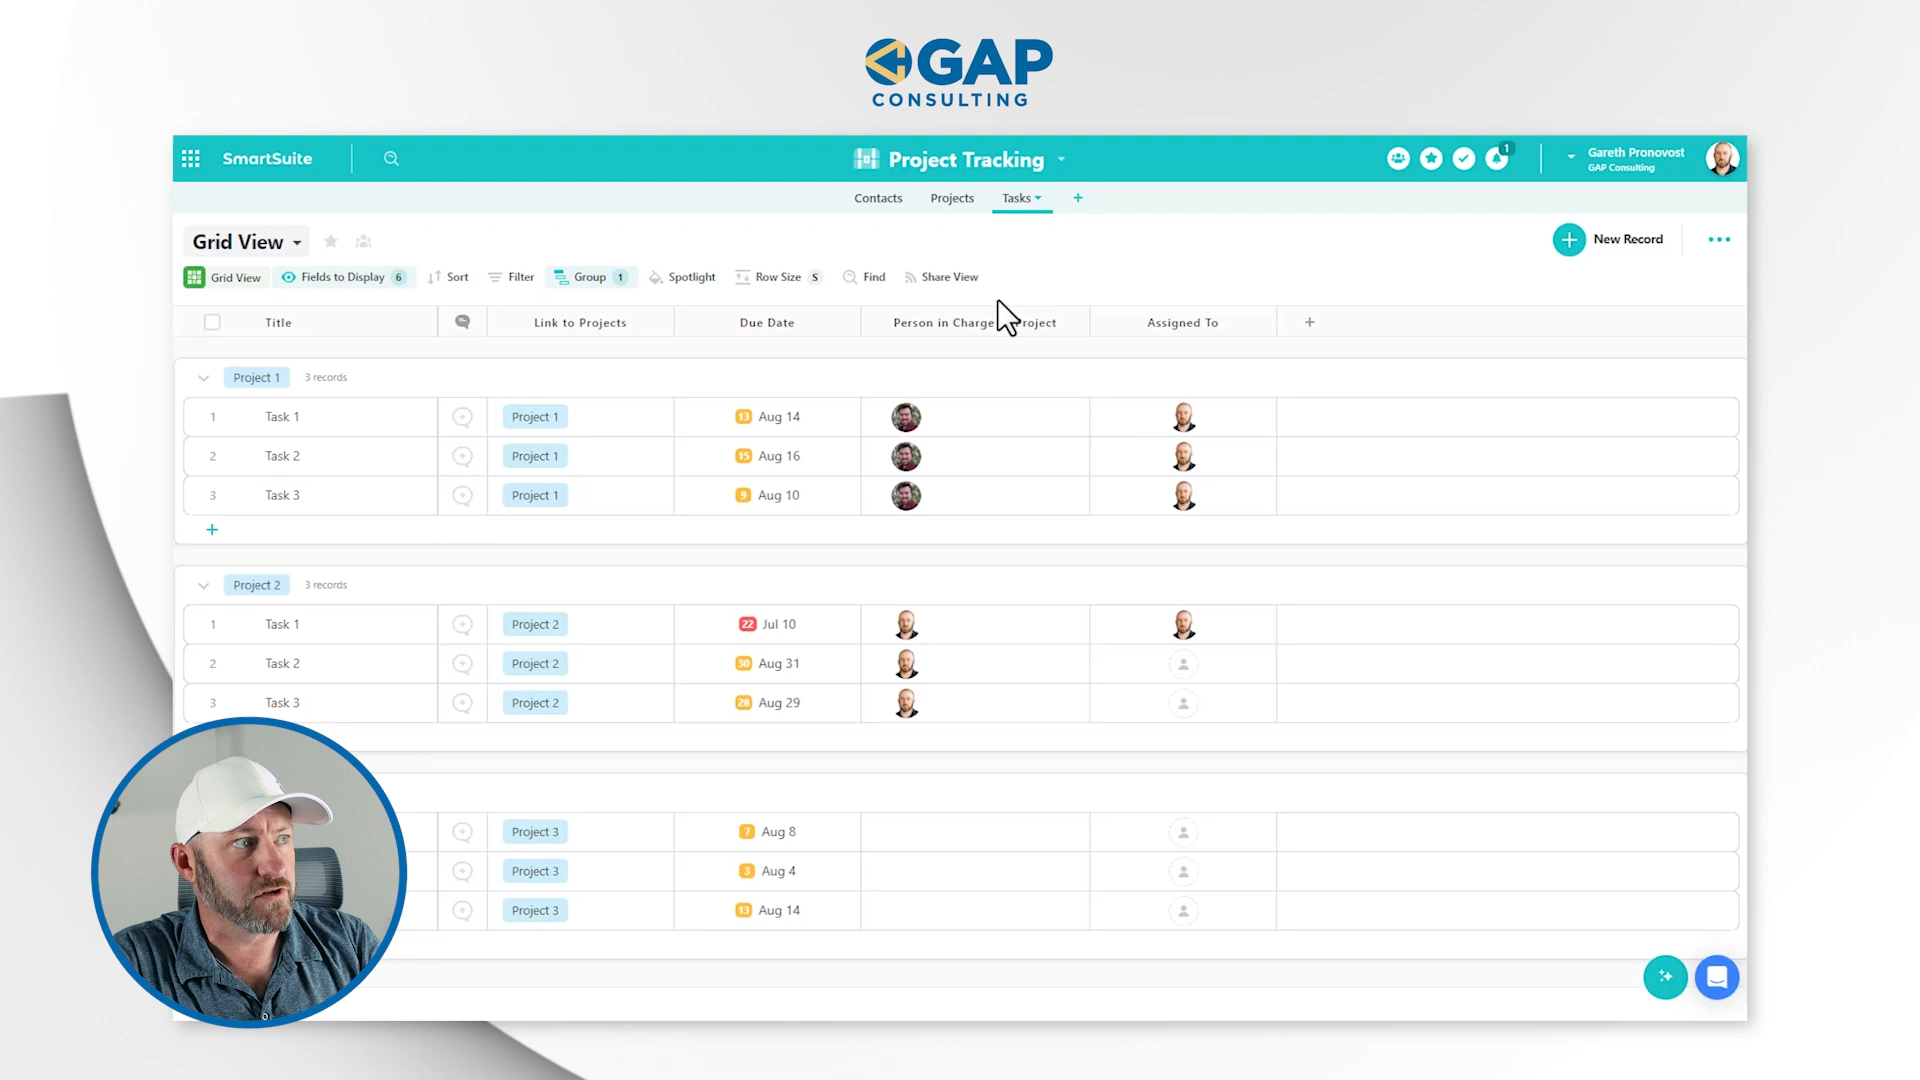 GAP
CONSULTING
SmartSuite
Project Tracking
1
Gareth Pronovost
GAP Consulting
Contacts Projects Tasks
Grid View
New Record
Grid View Fields to Display 6 Sort Filter Group 1 Spotlight Row Size S Find Share View
Title Link to Projects Due Date Person in Charge Project Assigned To
Project 1 3 records
1 Task 1 Project 1 13 Aug 14
2 Task 2 Project 1 15 Aug 16
3 Task 3 Project 1 9 Aug 10
Project 2 3 records
1 Task 1 Project 2 22 Jul 10
2 Task 2 Project 2 30 Aug 31
3 Task 3 Project 2 28 Aug 29
Project 3 7 Aug 8
Project 3 3 Aug 4
Project 3 13 Aug 14